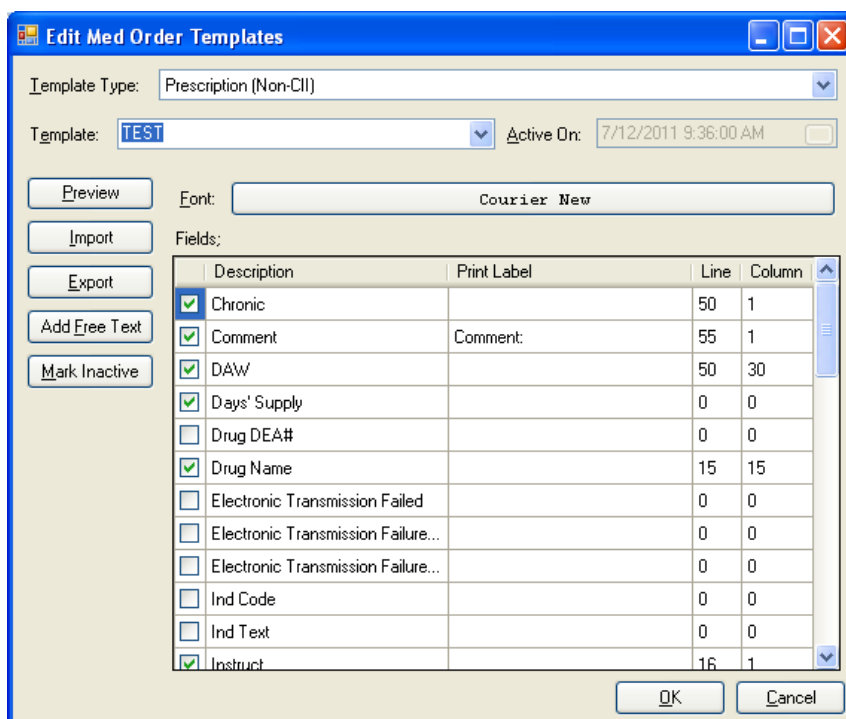 Edit Med Order Templates
Template Type: Prescription (Non-CII)
Template: TEST Active On: 7/12/2011 9:36:00 AM
Preview Font: Courier New
Import Fields;
Export Description Print Label Line Column
Chronic 50 1
Add Free Text Comment Comment: 55 1
Mark Inactive DAW 50 30
Days' Supply 0 0
Drug DEA# 0 0
Drug Name 15 15
Electronic Transmission Failed 0 0
Electronic Transmission Failure... 0 0
Electronic Transmission Failure... 0 0
Ind Code 0 0
Ind Text 0 0
Instruct 16 1
OK Cancel